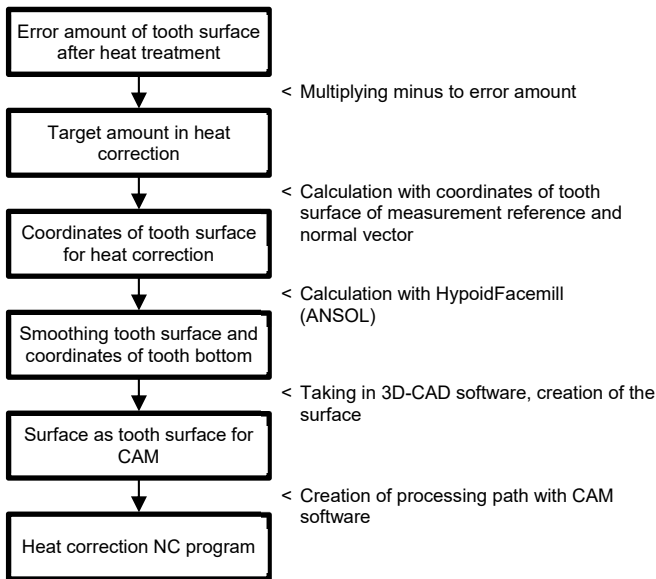 Error amount of tooth surface
after heat treatment
< Multiplying minus to error amount
Target amount in heat
correction
< Calculation with coordinates of tooth
surface of measurement reference and
normal vector
Coordinates of tooth surface
for heat correction
< Calculation with HypoidFacemill
(ANSOL)
Smoothing tooth surface and
coordinates of tooth bottom
< Taking in 3D-CAD software, creation of the
surface
Surface as tooth surface for
CAM
< Creation of processing path with CAM
software
Heat correction NC program